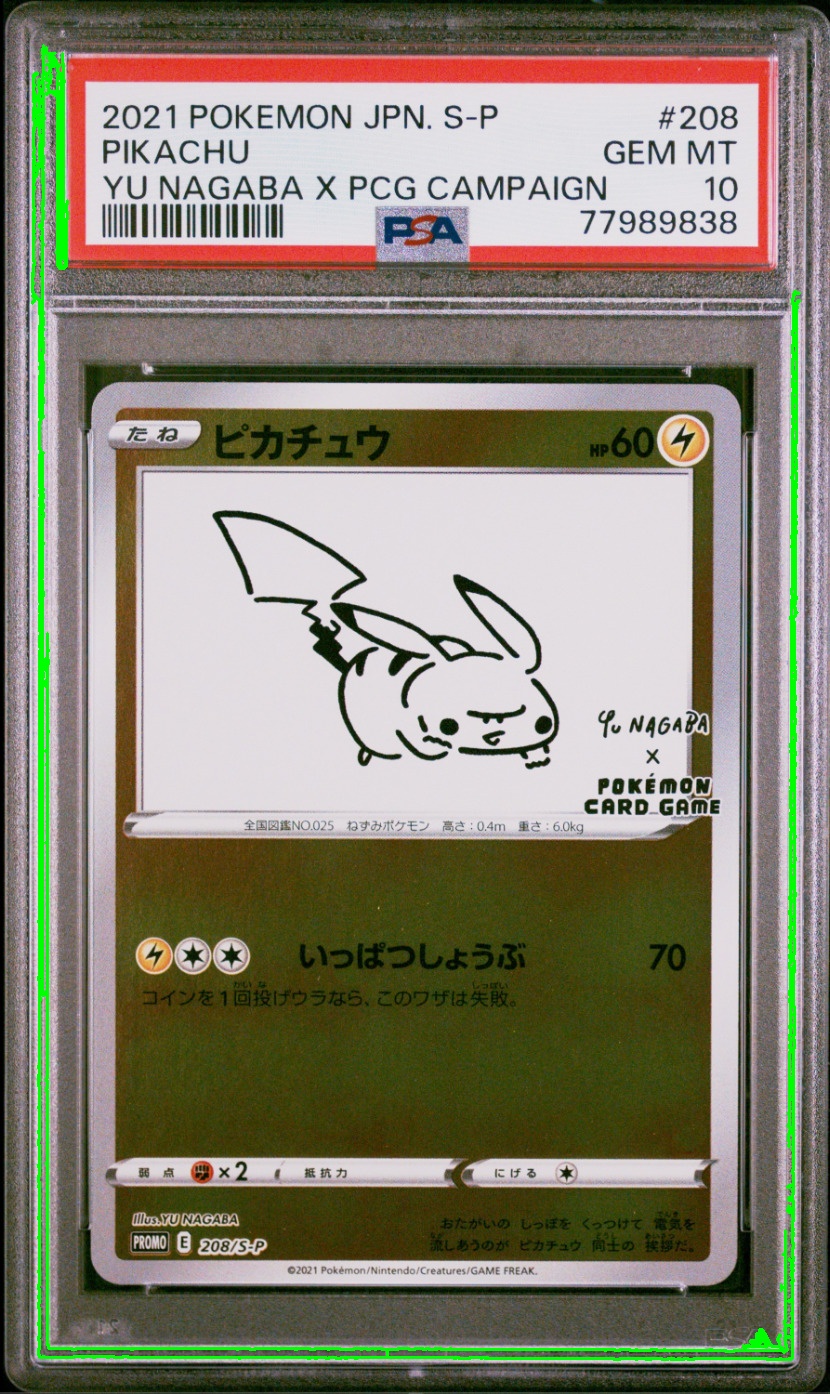 2021 POKEMON JPN. S-P #208
PIKACHU GEM MT
YU NAGABA X PCG CAMPAIGN 10
PSA 77989838
たね ピカチュウ HP60
YU NAGABA
X
POKÉMON
CARD GAME
全国図鑑NO.025 ねずみポケモン 高さ:0.4m 重さ:6.0kg
いっぱつしょうぶ 70
コインを1回投げウラなら、このワザは失敗。
弱点 ×2 抵抗力 にげる
Illus.YU NAGABA
おたがいの しっぽを くっつけて 電気を
流しあうのが ピカチュウ 同士の 挨拶だ。
PROMO E 208/S-P
©2021 Pokémon/Nintendo/Creatures/GAME FREAK.